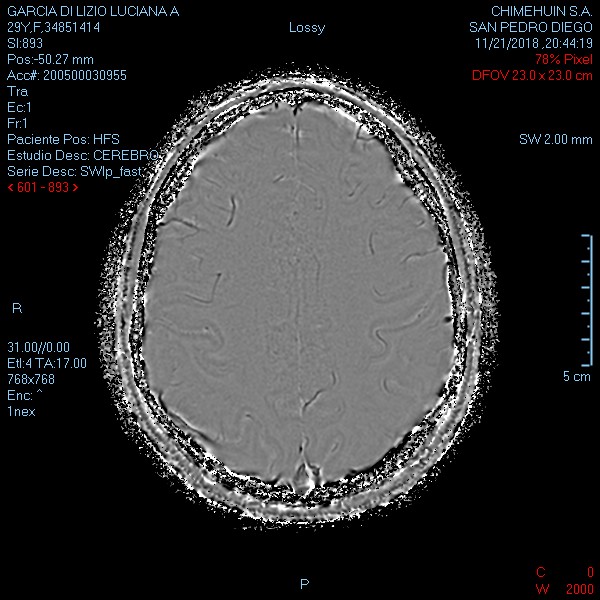 GARCIA DI LIZIO LUCIANA A
29Y,F,34851414
SI:893
Pos:-50.27 mm
Acc#: 200500030955
Tra
Ec:1
Fr:1
Paciente Pos: HFS
Estudio Desc: CEREBRO
Serie Desc: SWIp_fast
< 601 - 893 >
Lossy
CHIMEHUIN S.A.
SAN PEDRO DIEGO
11/21/2018 ,20:44:19
78% Pixel
DFOV 23.0 x 23.0 cm
SW 2.00 mm
R
31.00//0.00
Etl:4 TA:17.00
768x768
Enc: ^
1nex
5 cm
P
C 0
W 2000